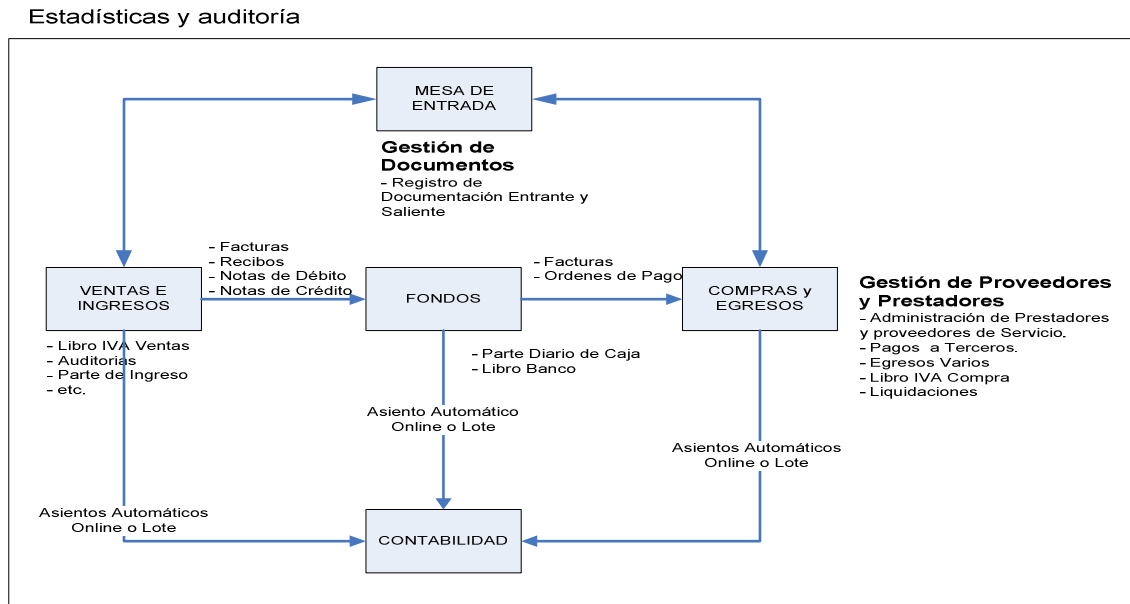 Estadísticas y auditoría
MESA DE
ENTRADA
Gestión de
Documentos
- Registro de
Documentación Entrante y
Saliente
- Facturas
- Recibos
- Notas de Débito
- Notas de Crédito
- Facturas
- Ordenes de Pago
VENTAS E
INGRESOS
FONDOS
COMPRAS y
EGRESOS
Gestión de Proveedores
y Prestadores
- Administración de Prestadores
y proveedores de Servicio.
- Pagos a Terceros.
- Egresos Varios
- Libro IVA Compra
- Liquidaciones
- Libro IVA Ventas
- Auditorias
- Parte de Ingreso
- etc.
- Parte Diario de Caja
- Libro Banco
Asiento Automático
Online o Lote
Asientos Automáticos
Online o Lote
Asientos Automáticos
Online o Lote
CONTABILIDAD